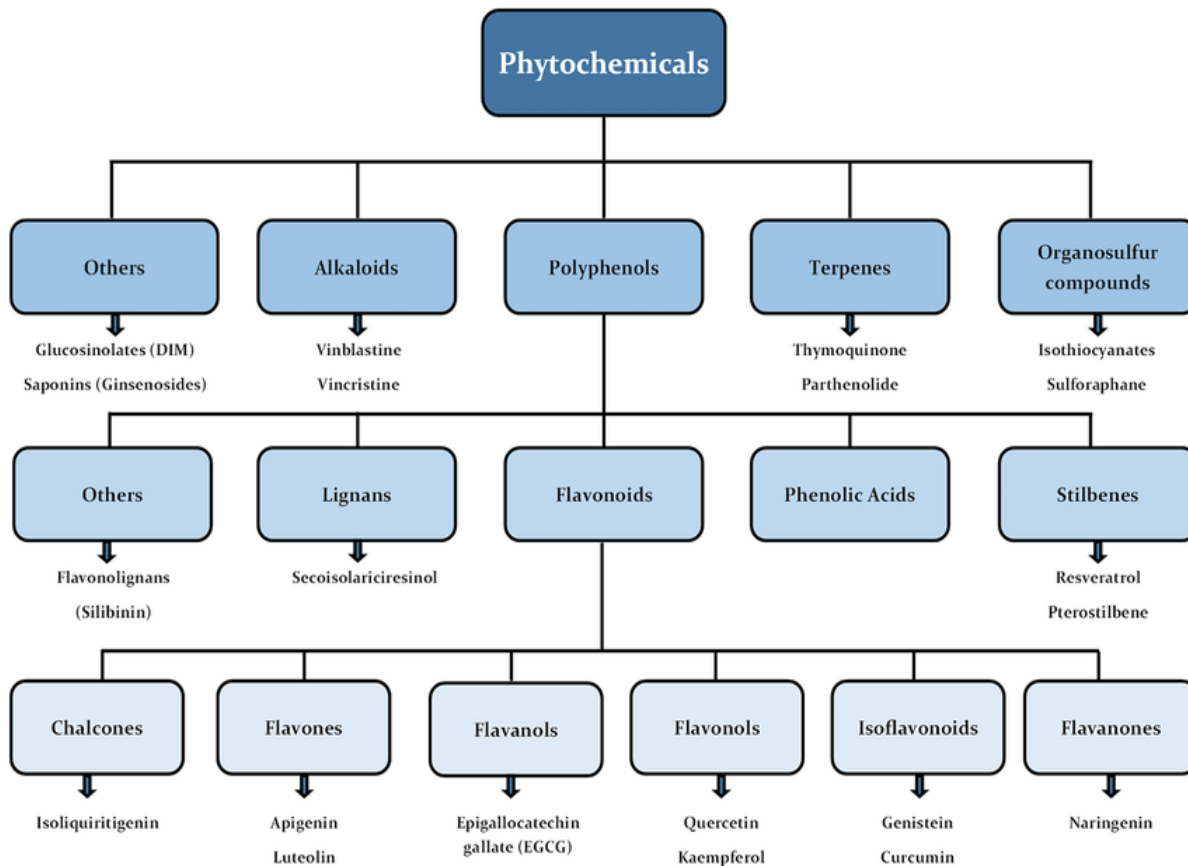 Phytochemicals
Others
Alkaloids
Polyphenols
Terpenes
Organosulfur
compounds
Glucosinolates (DIM)
Saponins (Ginsenosides)
Vinblastine
Vincristine
Thymoquinone
Parthenolide
Isothiocyanates
Sulforaphane
Others
Lignans
Flavonoids
Phenolic Acids
Stilbenes
Flavonolignans
(Silibinin)
Secoisolariciresinol
Resveratrol
Pterostilbene
Chalcones
Flavones
Flavanols
Flavonols
Isoflavonoids
Flavanones
Isoliquiritigenin
Apigenin
Luteolin
Epigallocatechin
gallate (EGCG)
Quercetin
Kaempferol
Genistein
Curcumin
Naringenin